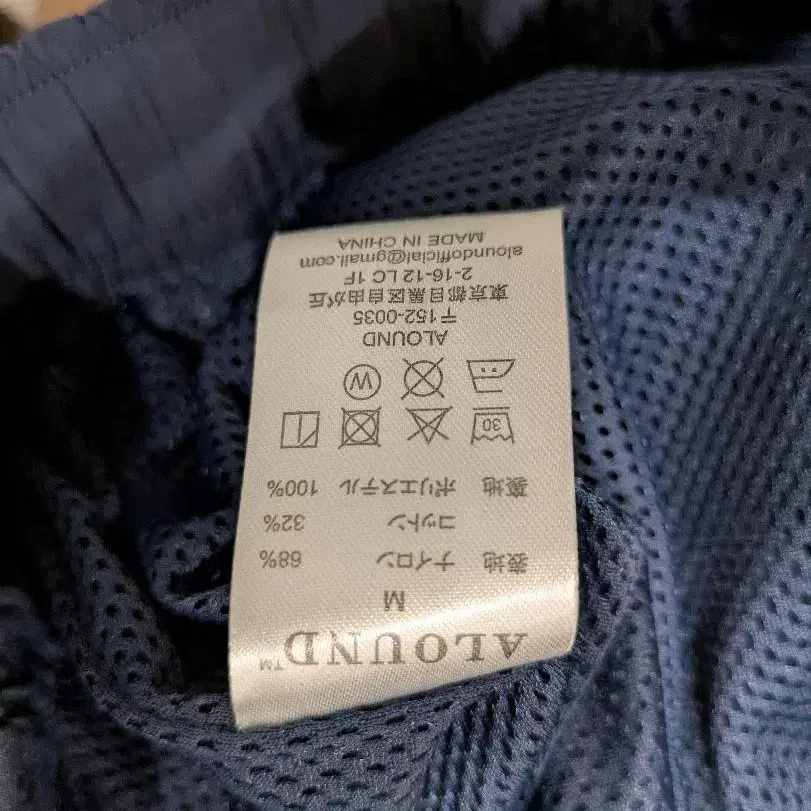 ALOUND™
M
表地 ナイロン 68%
コットン 32%
裏地 ポリエステル 100%
30
W
ALOUND
〒152-0035
東京都目黒区自由が丘
2-16-12 LC 1F
aloundofficial@gmail.com
MADE IN CHINA